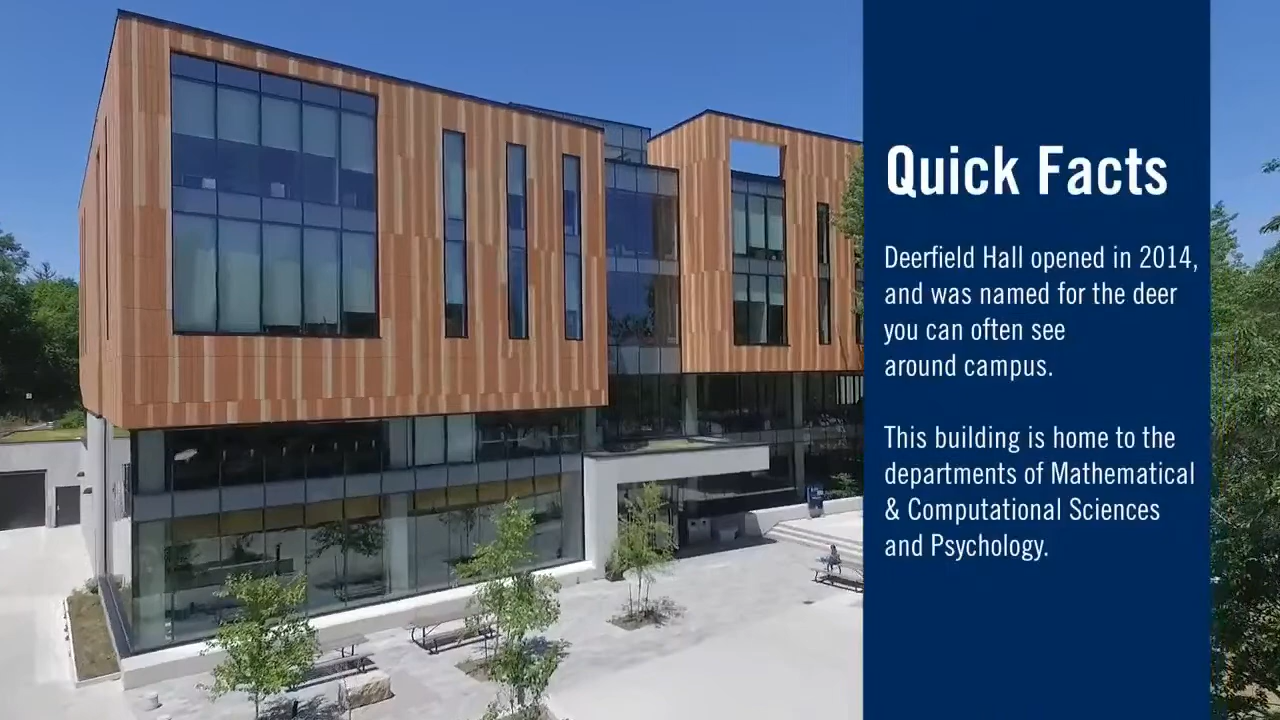 Quick Facts
Deerfield Hall opened in 2014,
and was named for the deer
you can often see
around campus.
This building is home to the
departments of Mathematical
& Computational Sciences
and Psychology.